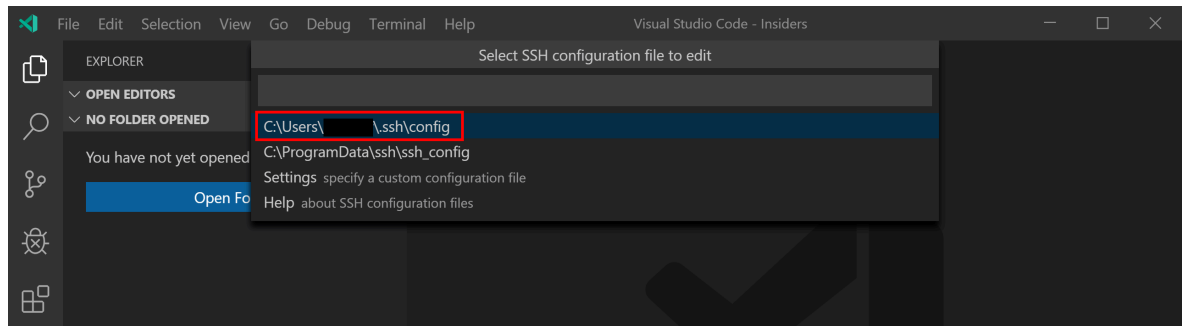 File Edit Selection View Go Debug Terminal Help Visual Studio Code - Insiders
Select SSH configuration file to edit
EXPLORER
OPEN EDITORS
NO FOLDER OPENED
You have not yet opened
Open Fo
C:\Users\ \.ssh\config
C:\ProgramData\ssh\ssh_config
Settings specify a custom configuration file
Help about SSH configuration files